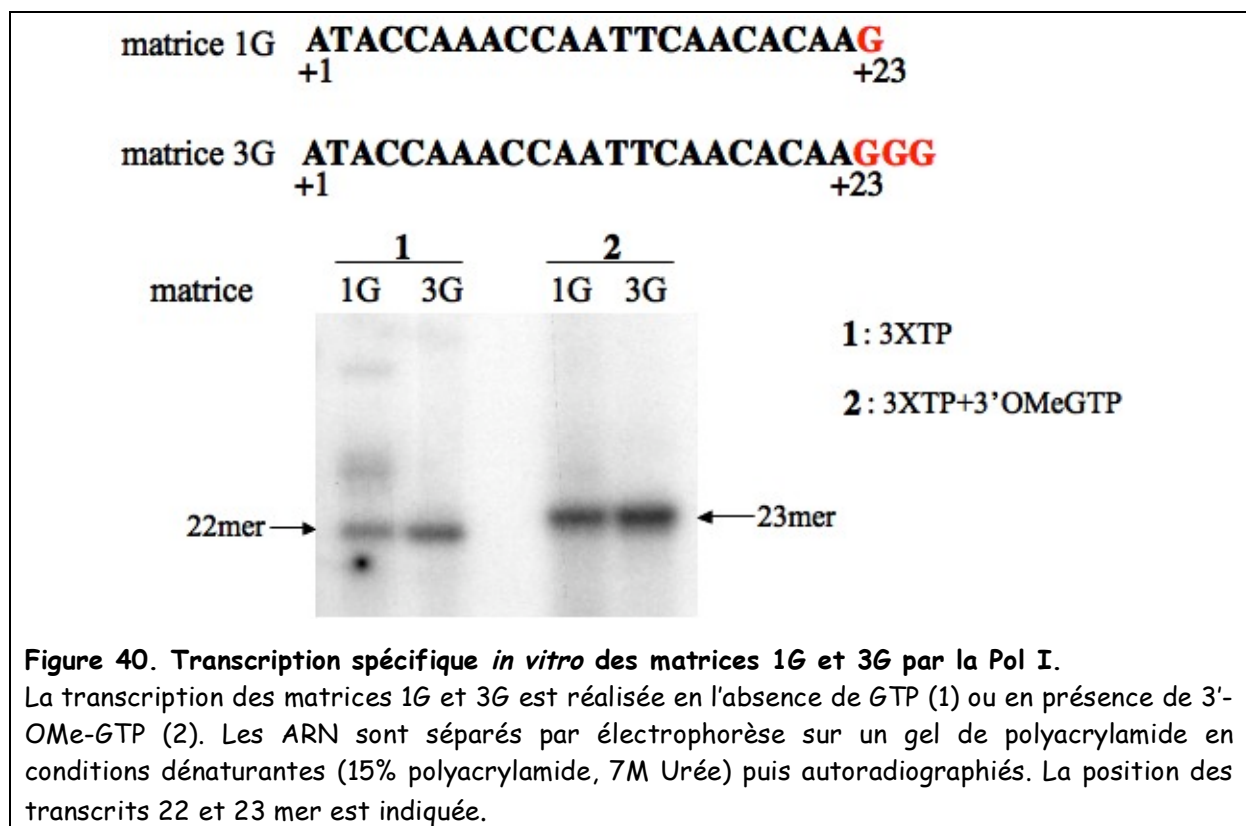 matrice 1G ATACCAAACCAATTCAACACAAG
+1 +23
matrice 3G ATACCAAACCAATTCAACACAAGGG
+1 +23
1 2
matrice 1G 3G 1G 3G
1 : 3XTP
2 : 3XTP+3'OMeGTP
22mer 23mer
Figure 40. Transcription spécifique in vitro des matrices 1G et 3G par la Pol I.
La transcription des matrices 1G et 3G est réalisée en l'absence de GTP (1) ou en présence de 3'-
OMe-GTP (2). Les ARN sont séparés par électrophorèse sur un gel de polyacrylamide en
conditions dénaturantes (15% polyacrylamide, 7M Urée) puis autoradiographiés. La position des
transcrits 22 et 23 mer est indiquée.